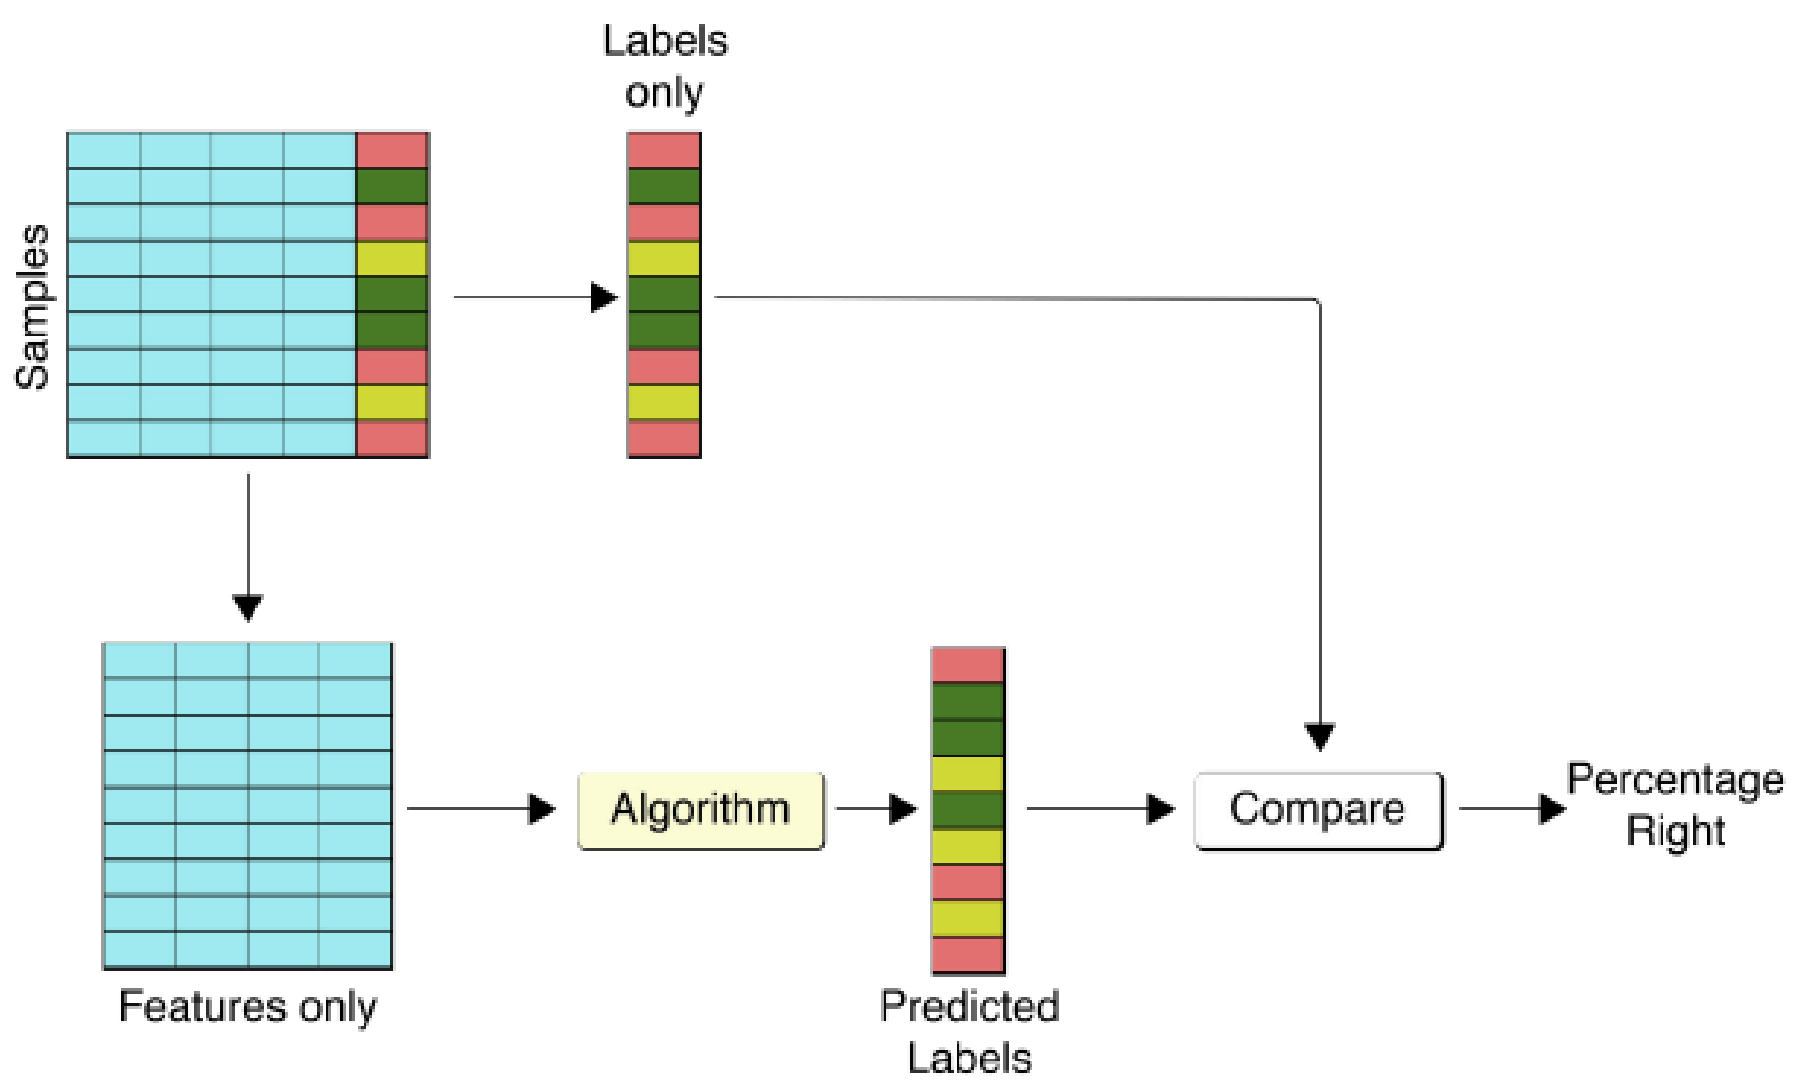 Labels
only
Samples
Features only
Algorithm
Predicted
Labels
Compare
Percentage
Right